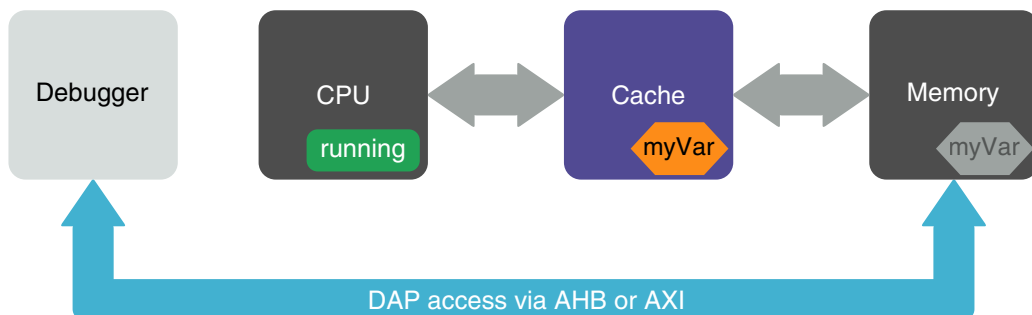 Debugger
CPU
running
Cache
myVar
Memory
myVar
DAP access via AHB or AXI